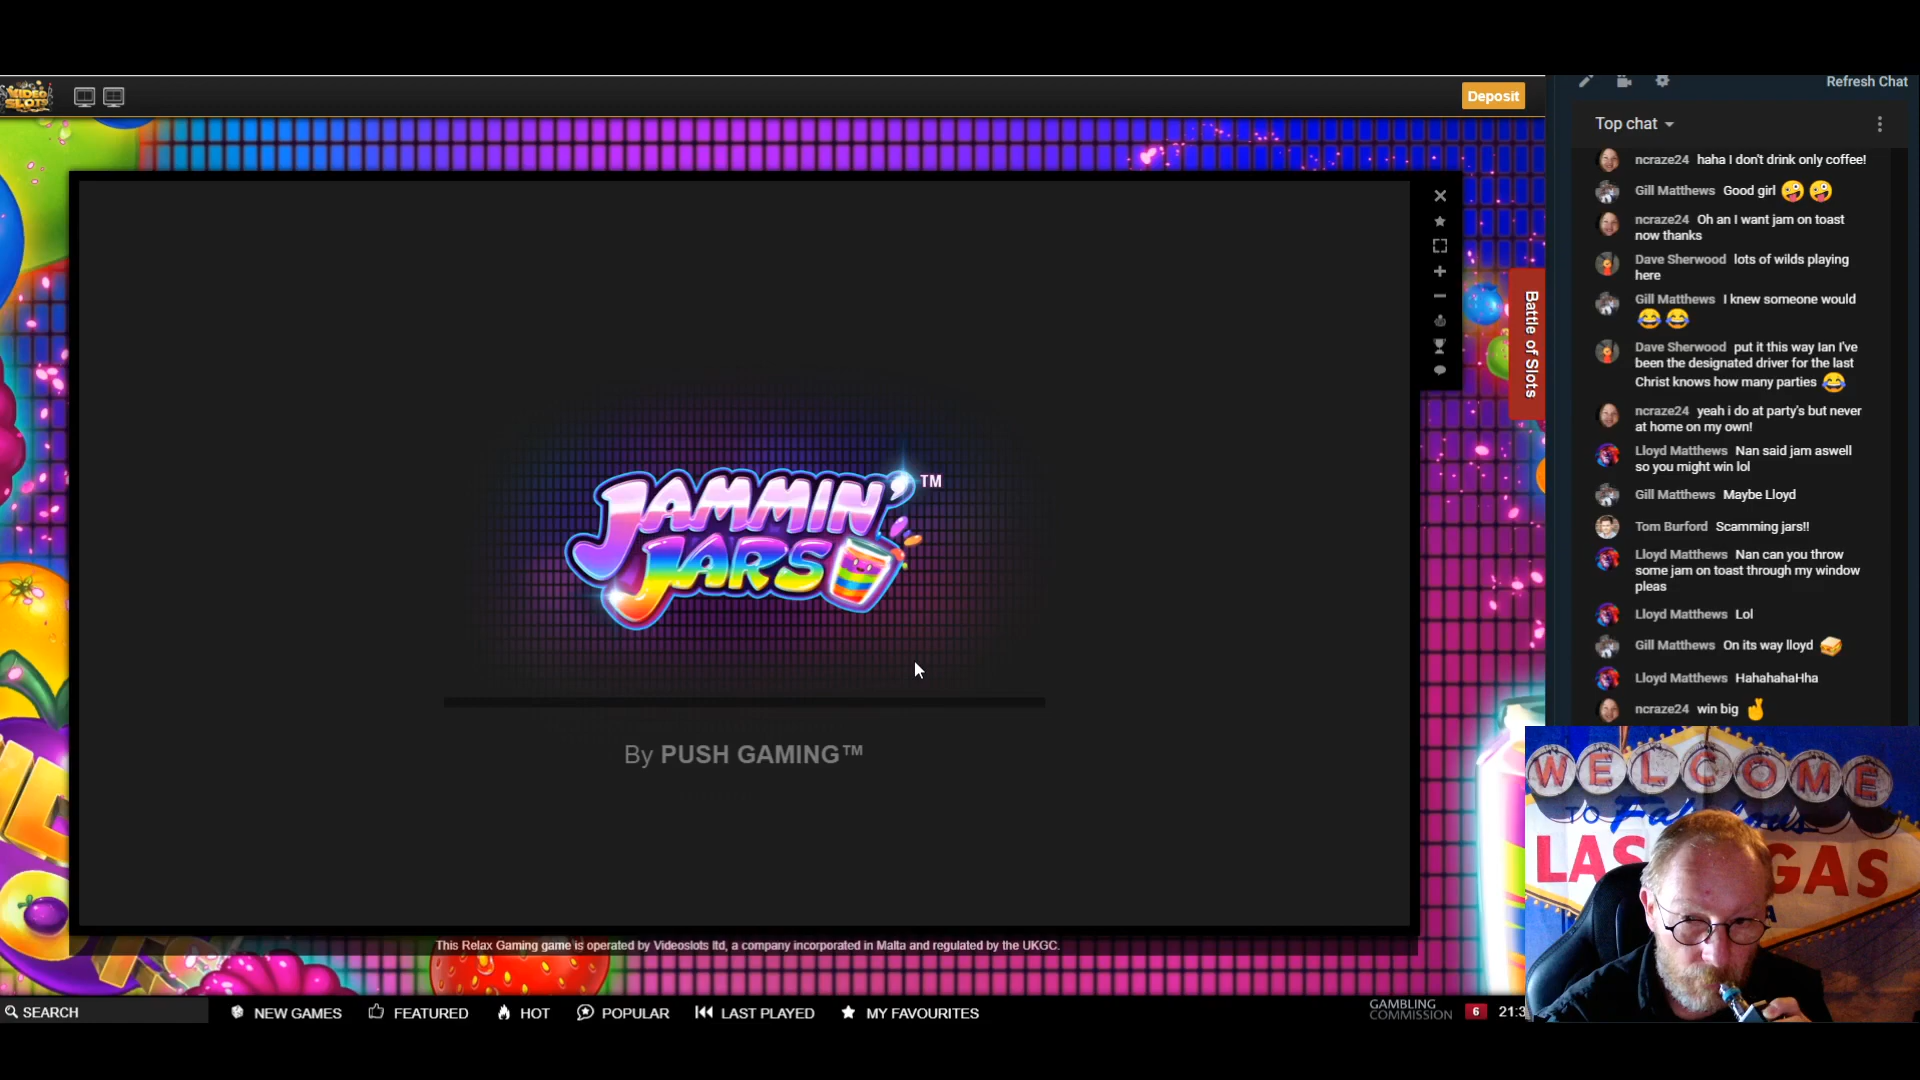 VIDEO
SLOTS
Deposit
Refresh Chat
Top chat
ncraze24 haha I don't drink only coffee!
Gill Matthews Good girl 🤪 🤪
ncraze24 Oh an I want jam on toast
now thanks
Dave Sherwood lots of wilds playing
here
Gill Matthews I knew someone would
😂 😂
Dave Sherwood put it this way Ian I've
been the designated driver for the last
Christ knows how many parties 😂
ncraze24 yeah i do at party's but never
at home on my own!
Lloyd Matthews Nan said jam aswell
so you might win lol
Gill Matthews Maybe Lloyd
Tom Burford Scamming jars!!
Lloyd Matthews Nan can you throw
some jam on toast through my window
pleas
Lloyd Matthews Lol
Gill Matthews On its way lloyd 🥪
Lloyd Matthews HahahahaHha
ncraze24 win big 🤞
Battle of Slots
JAMMIN' TM
JARS
By PUSH GAMING™
This Relax Gaming game is operated by Videoslots ltd, a company incorporated in Malta and regulated by the UKGC.
SEARCH
NEW GAMES
FEATURED
HOT
POPULAR
LAST PLAYED
MY FAVOURITES
GAMBLING
COMMISSION
6
21:3
WELCOME
TO Fabulous
LAS GAS
A